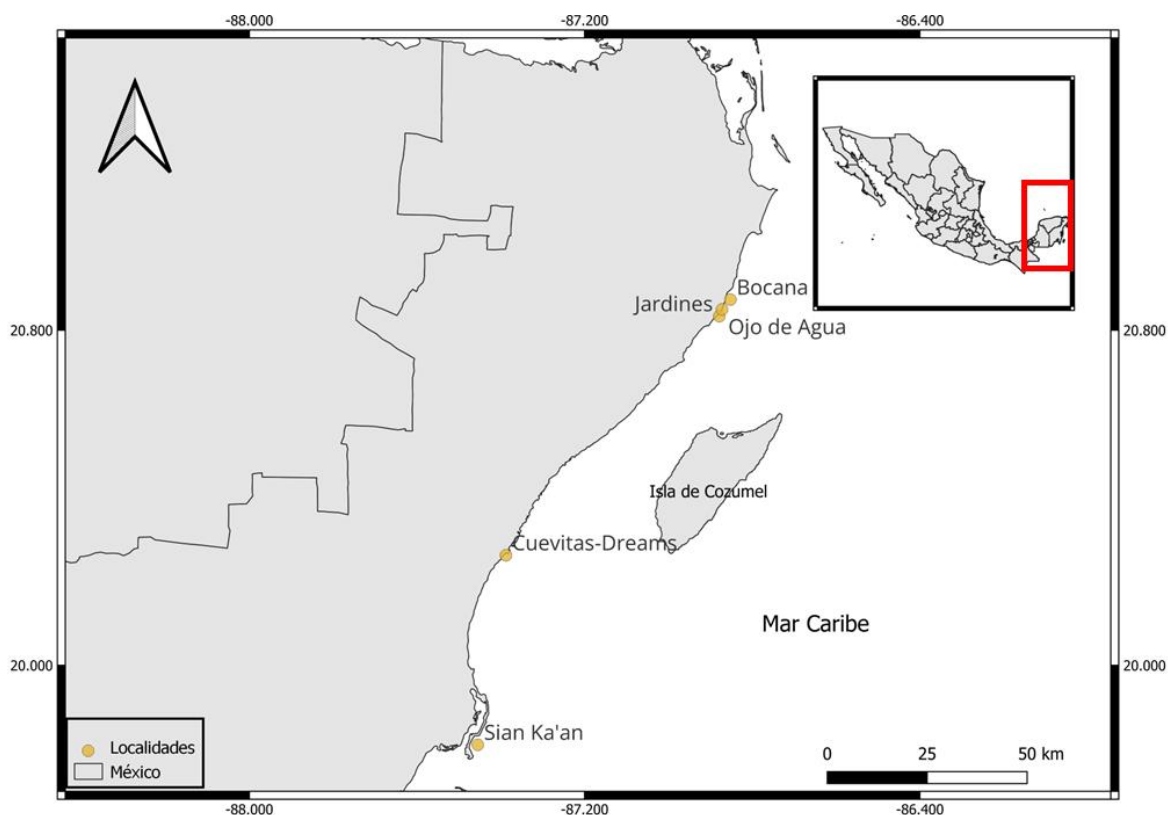 -88.000
-87.200
-86.400
Bocana
Jardines
Ojo de Agua
20.800
20.800
Isla de Cozumel
Cuevitas-Dreams
Mar Caribe
20.000
20.000
Sian Ka'an
Localidades
México
0 25 50 km
-88.000
-87.200
-86.400